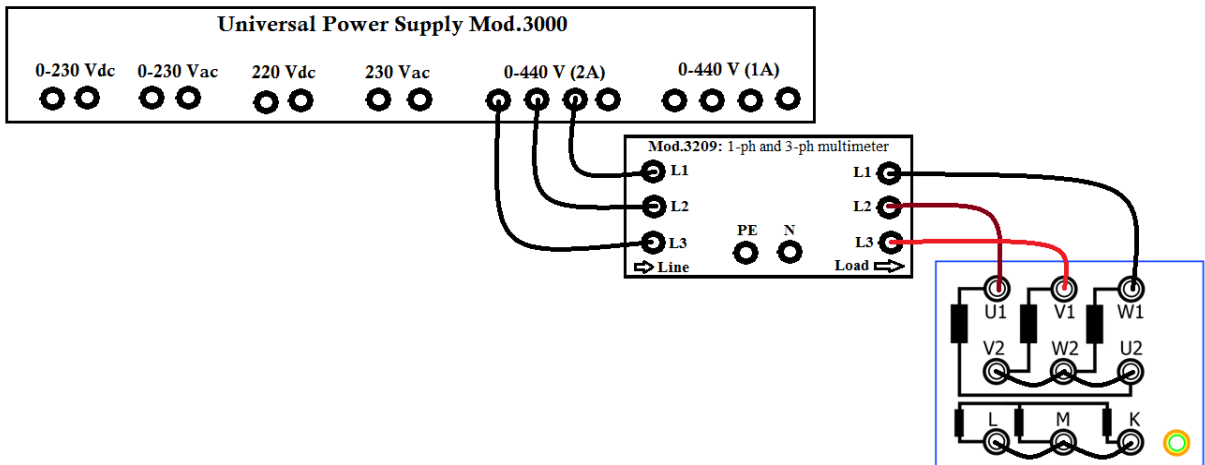 Universal Power Supply Mod.3000
0-230 Vdc 0-230 Vac 220 Vdc 230 Vac 0-440 V (2A) 0-440 V (1A)
Mod.3209: 1-ph and 3-ph multimeter
L1 L1
L2 L2
L3 PE N L3
Line Load
U1 V1 W1
V2 W2 U2
L M K